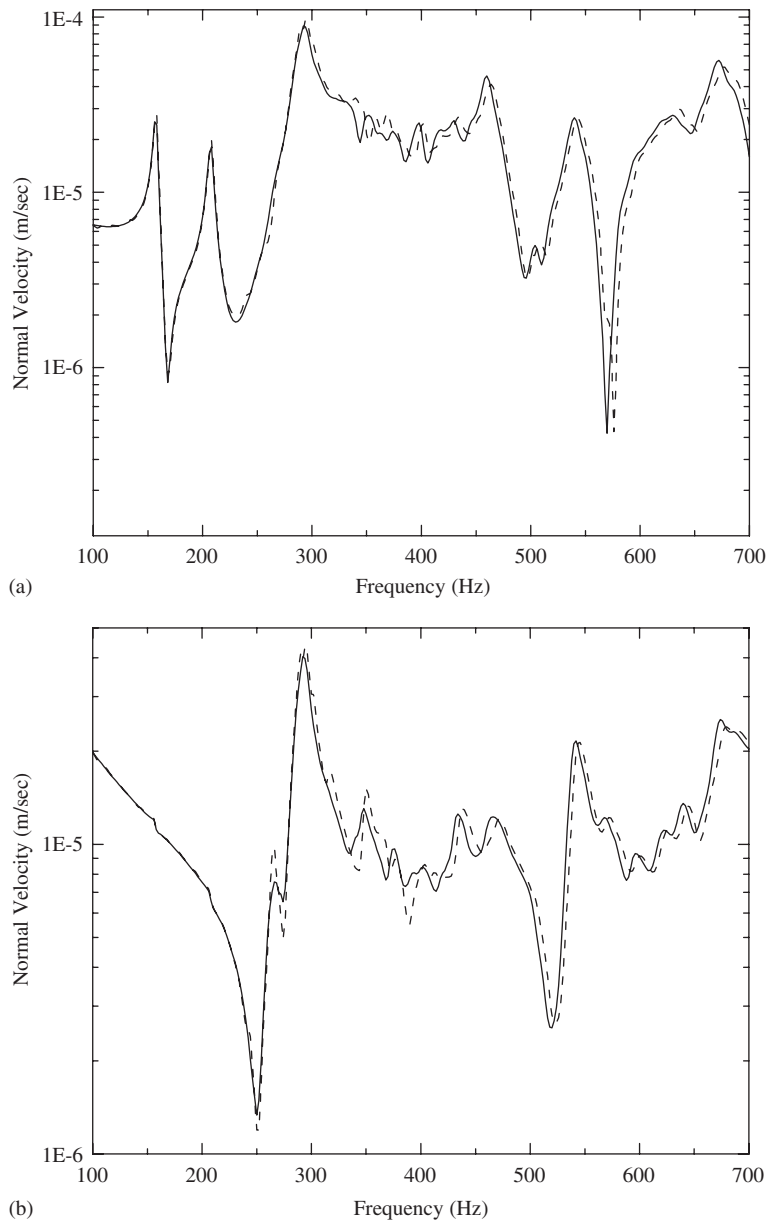 1E-4
1E-5
1E-6
Normal Velocity (m/sec)
100 200 300 400 500 600 700
(a) Frequency (Hz)
1E-5
1E-6
Normal Velocity (m/sec)
100 200 300 400 500 600 700
(b) Frequency (Hz)